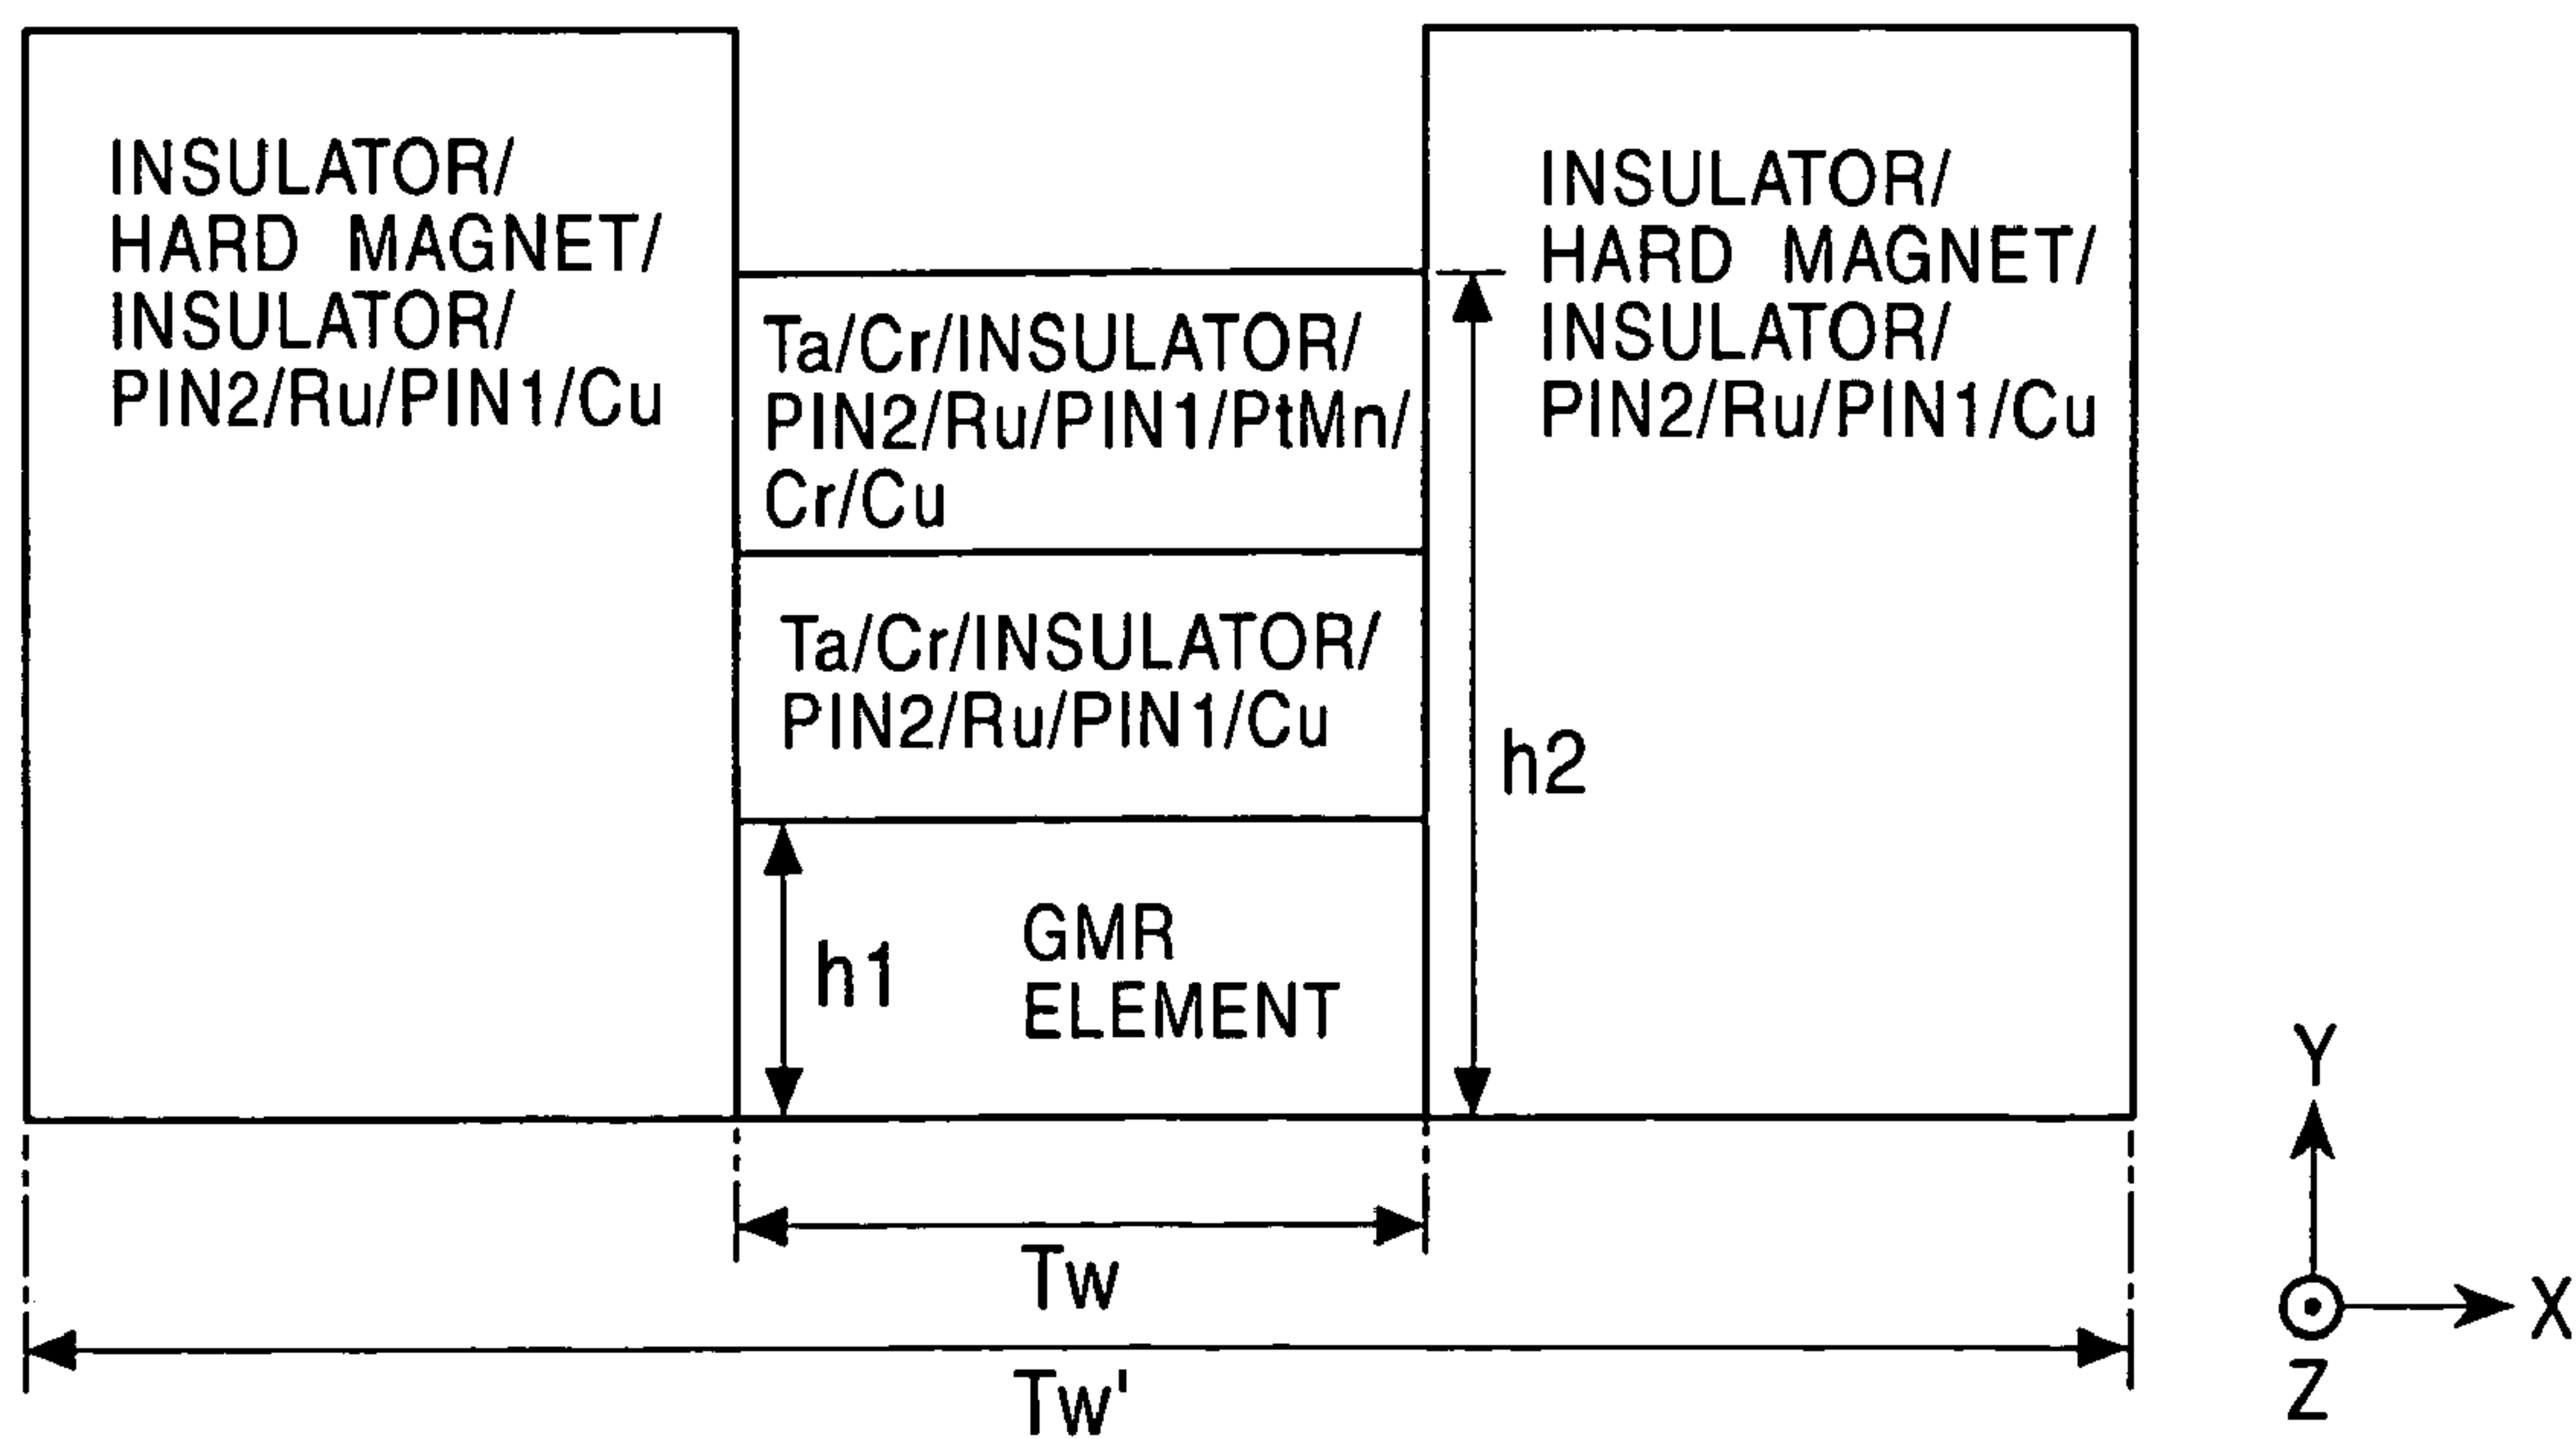 INSULATOR/
HARD MAGNET/
INSULATOR/
PIN2/Ru/PIN1/Cu
Ta/Cr/INSULATOR/
PIN2/Ru/PIN1/PtMn/
Cr/Cu
Ta/Cr/INSULATOR/
PIN2/Ru/PIN1/Cu
h1
GMR
ELEMENT
h2
INSULATOR/
HARD MAGNET/
INSULATOR/
PIN2/Ru/PIN1/Cu
Tw
Tw'
Y
X
Z